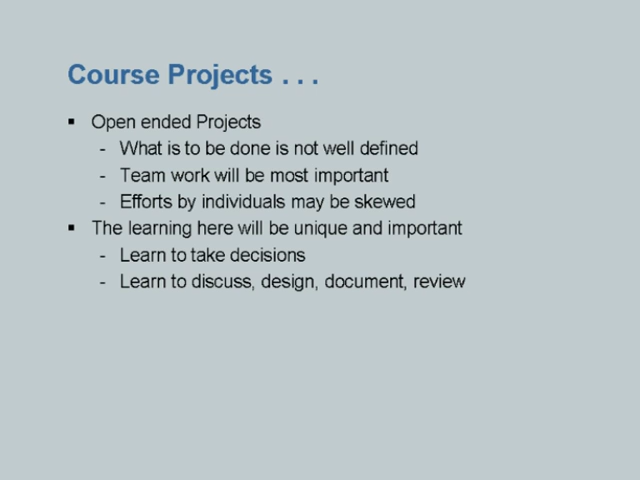 Course Projects . . .
▪ Open ended Projects
- What is to be done is not well defined
- Team work will be most important
- Efforts by individuals may be skewed
▪ The learning here will be unique and important
- Learn to take decisions
- Learn to discuss, design, document, review